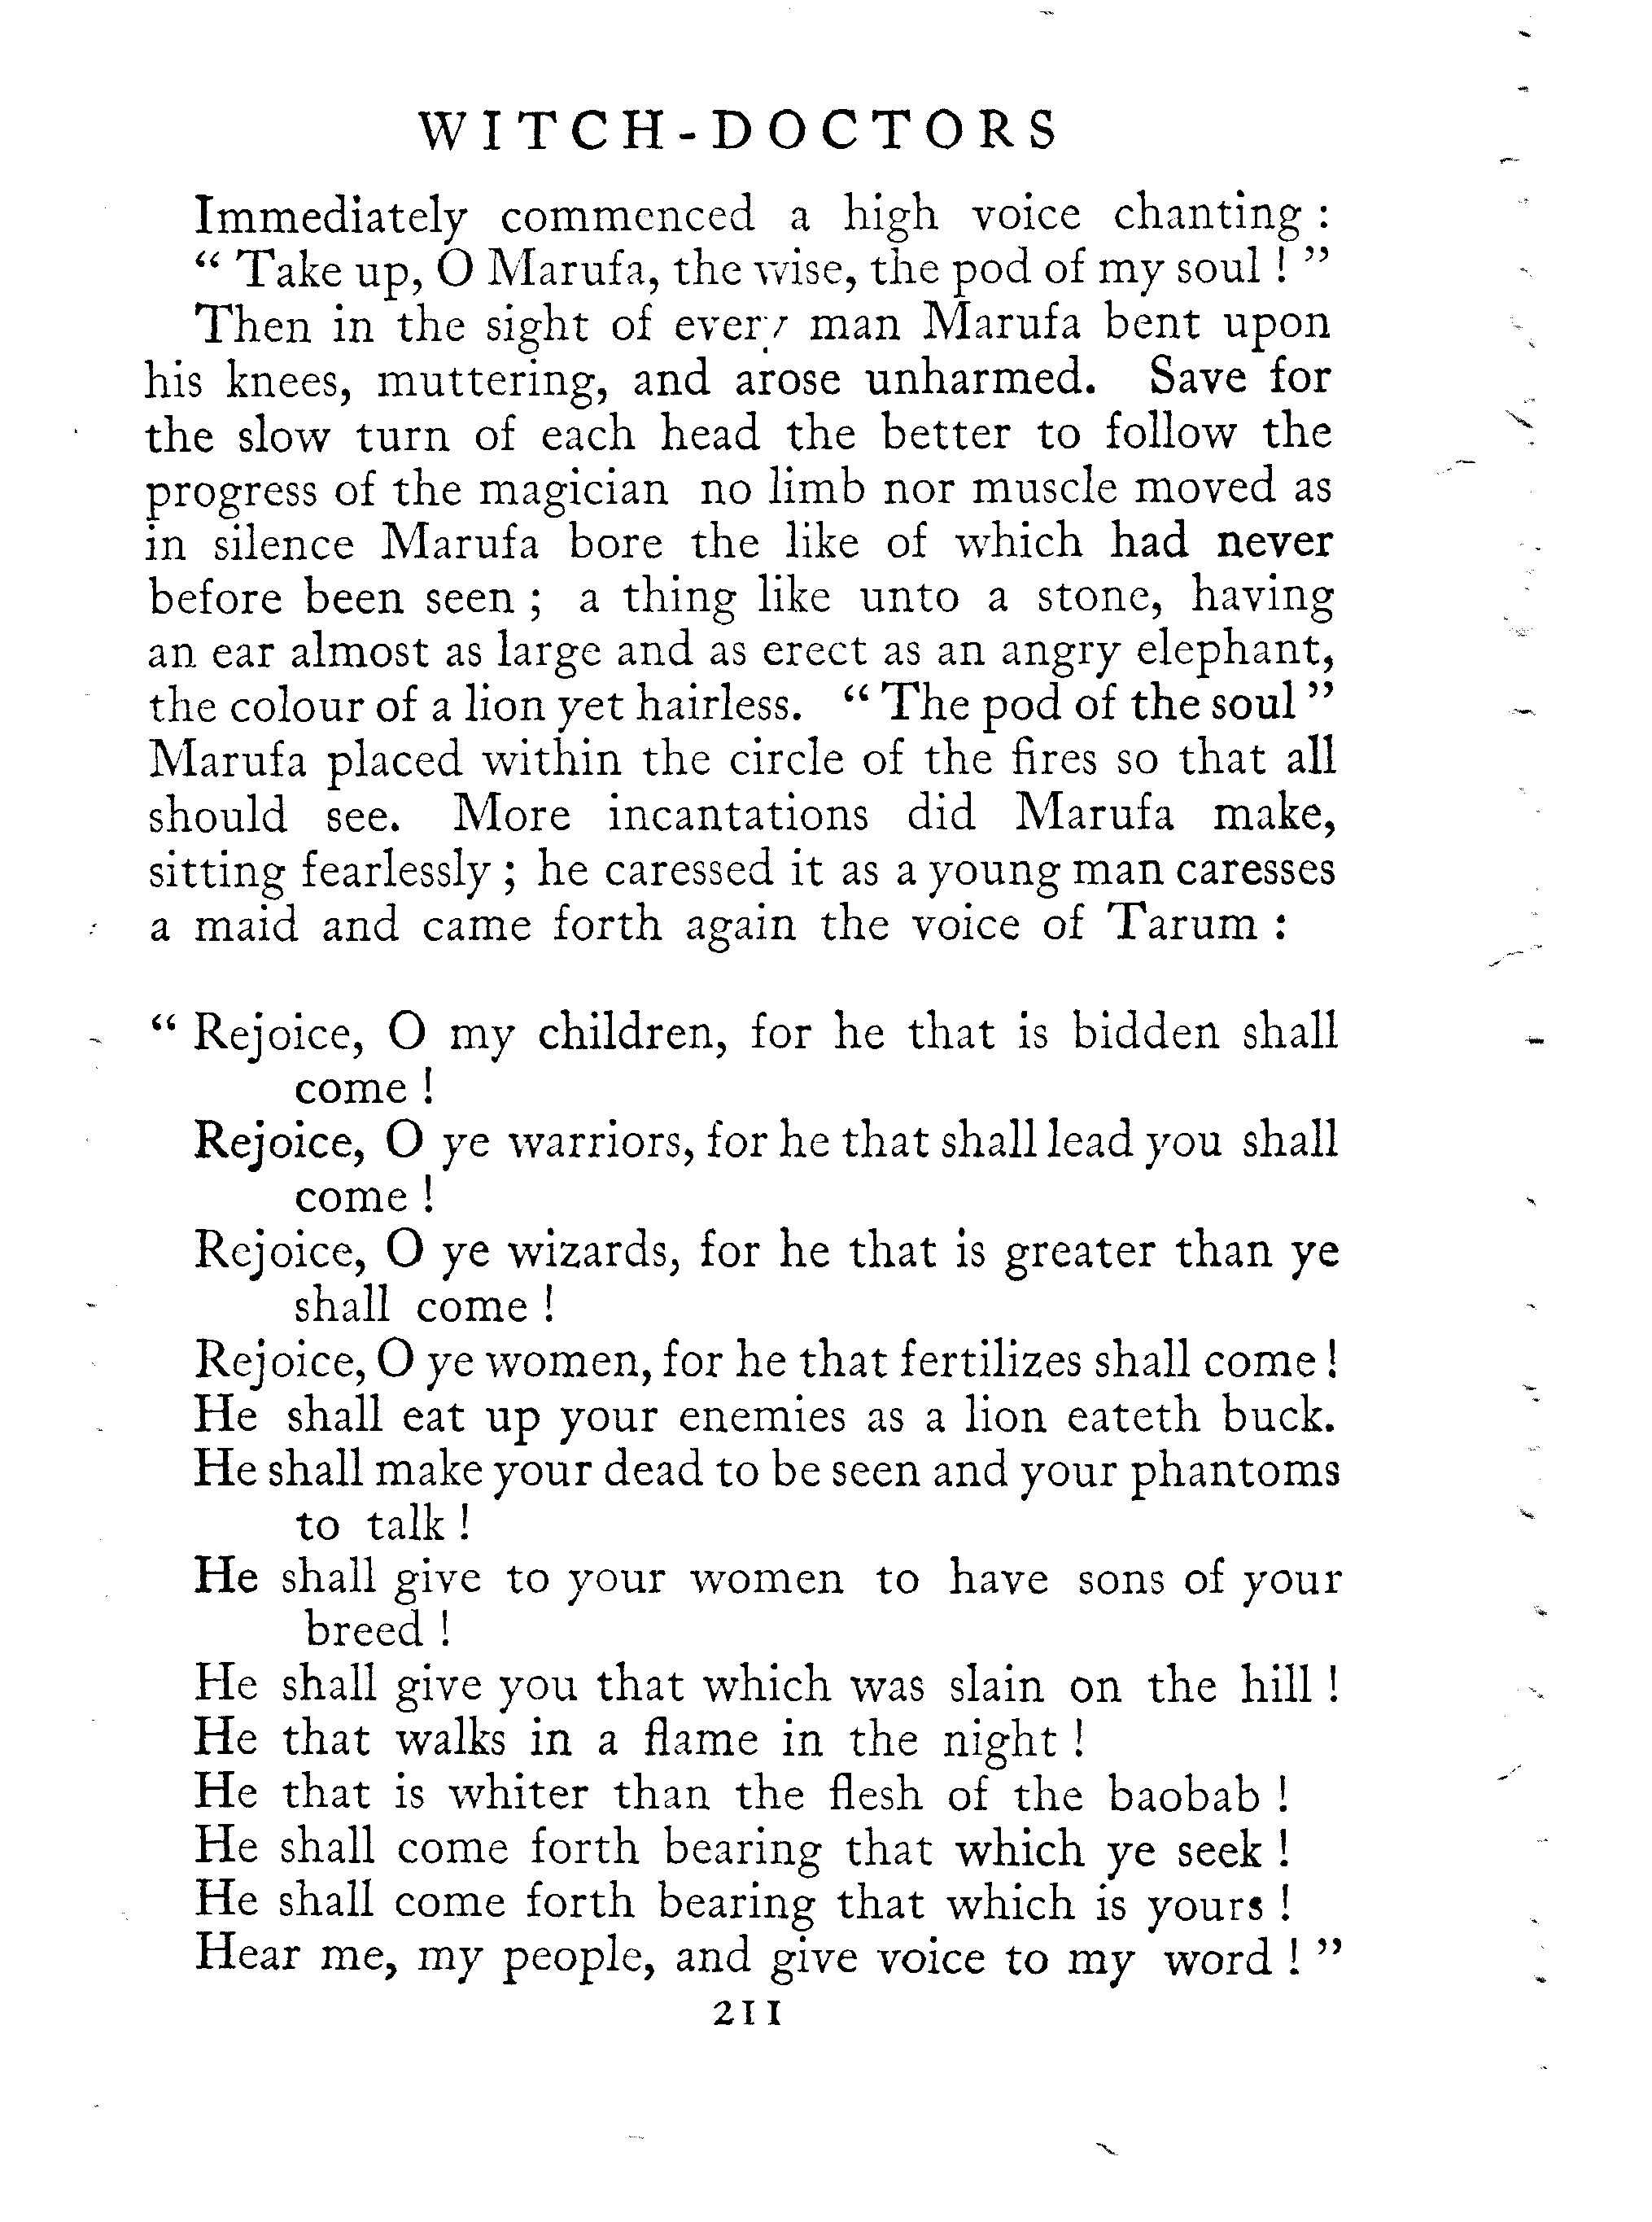 WITCH-DOCTORS
Immediately commenced a high voice chanting :
“ Take up, O Marufa, the wise, the pod of my soul ! ”
Then in the sight of every man Marufa bent upon
his knees, muttering, and arose unharmed. Save for
the slow turn of each head the better to follow the
progress of the magician no limb nor muscle moved as
in silence Marufa bore the like of which had never
before been seen ; a thing like unto a stone, having
an ear almost as large and as erect as an angry elephant,
the colour of a lion yet hairless. “ The pod of the soul ”
Marufa placed within the circle of the fires so that all
should see. More incantations did Marufa make,
sitting fearlessly ; he caressed it as a young man caresses
a maid and came forth again the voice of Tarum :
“ Rejoice, O my children, for he that is bidden shall
come !
Rejoice, O ye warriors, for he that shall lead you shall
come !
Rejoice, O ye wizards, for he that is greater than ye
shall come !
Rejoice, O ye women, for he that fertilizes shall come !
He shall eat up your enemies as a lion eateth buck.
He shall make your dead to be seen and your phantoms
to talk !
He shall give to your women to have sons of your
breed !
He shall give you that which was slain on the hill !
He that walks in a flame in the night !
He that is whiter than the flesh of the baobab !
He shall come forth bearing that which ye seek !
He shall come forth bearing that which is yours !
Hear me, my people, and give voice to my word ! ”
211